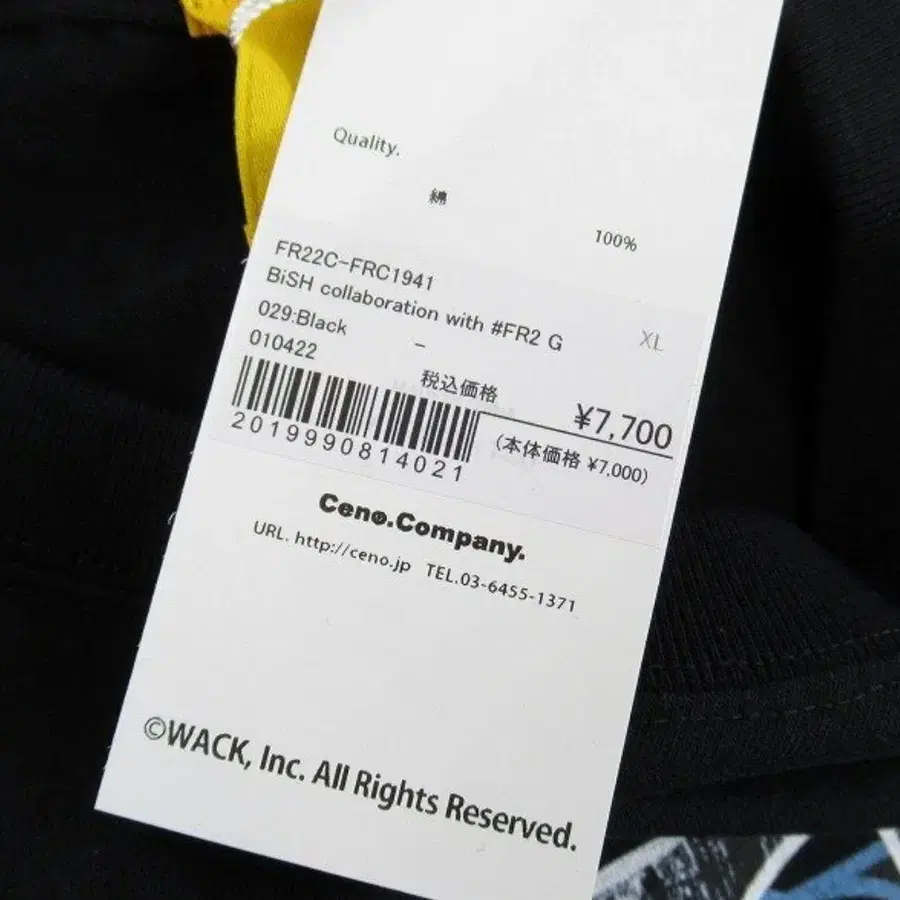 Quality.
綿
100%
FR22C-FRC1941
BiSH collaboration with #FR2 G
XL
029:Black -
010422
税込価格
¥7,700
(本体価格 ¥7,000)
2019990814021
Ceno.Company.
URL. http://ceno.jp TEL.03-6455-1371
©WACK, Inc. All Rights Reserved.